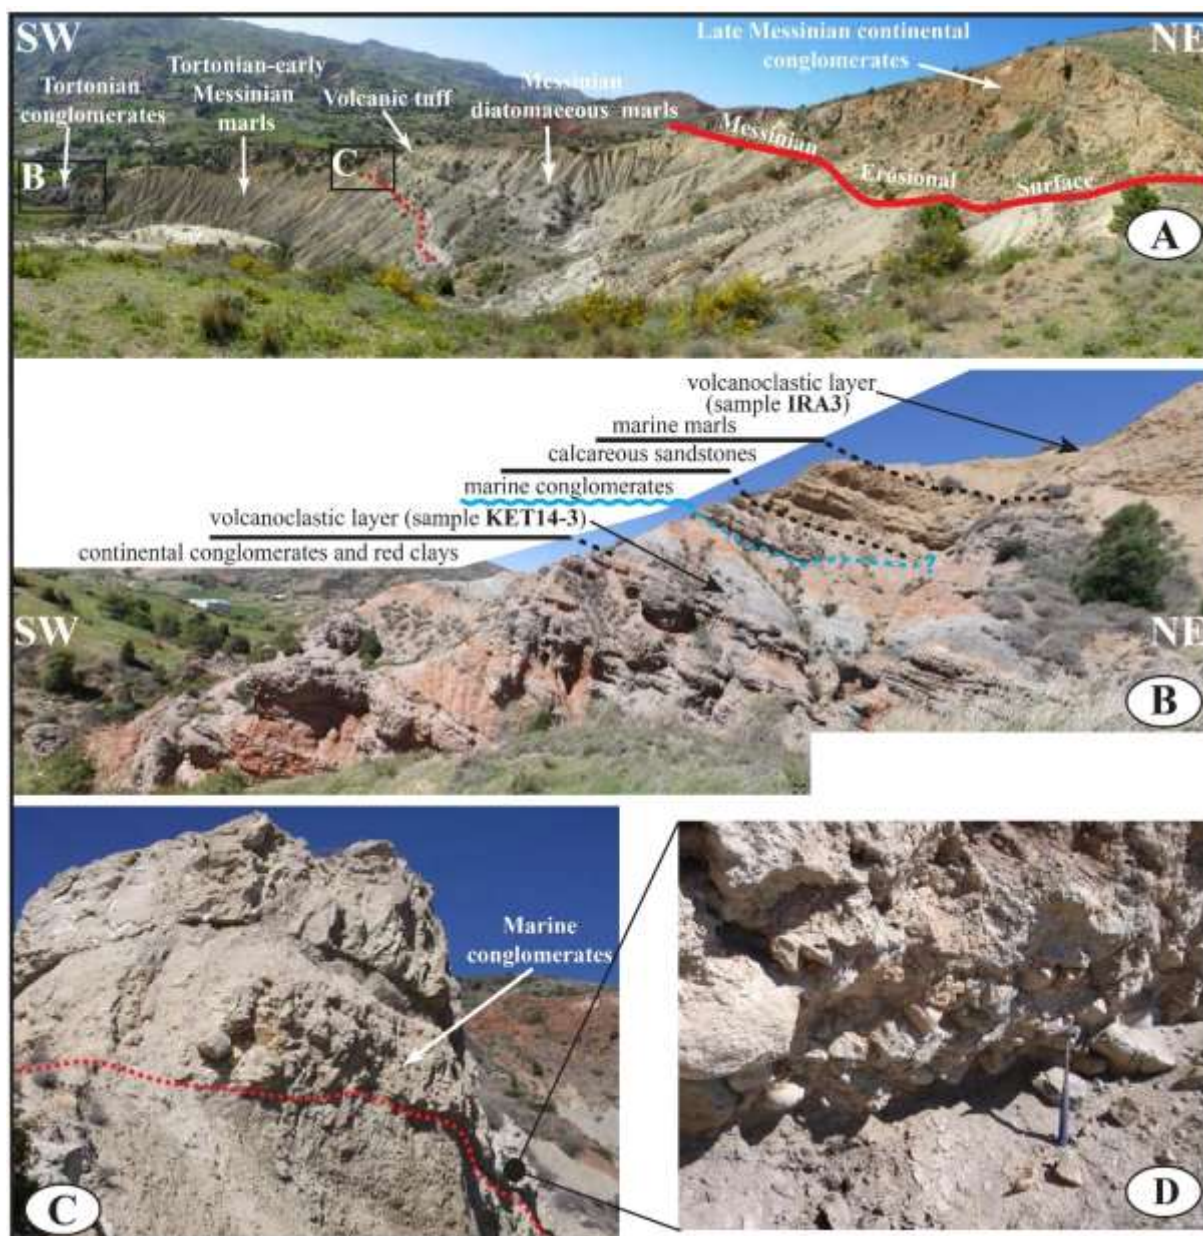 SW
NE
Tortonian
conglomerates
Tortonian-early
Messinian
marls
Volcanic tuff
Messinian
diatomaceous marls
Late Messinian continental
conglomerates
B
C
Messinian
Erosional
Surface
A
volcanoclastic layer
(sample IRA3)
marine marls
calcareous sandstones
marine conglomerates
volcanoclastic layer (sample KET14-3)
continental conglomerates and red clays
?
SW
NE
B
Marine
conglomerates
C
D